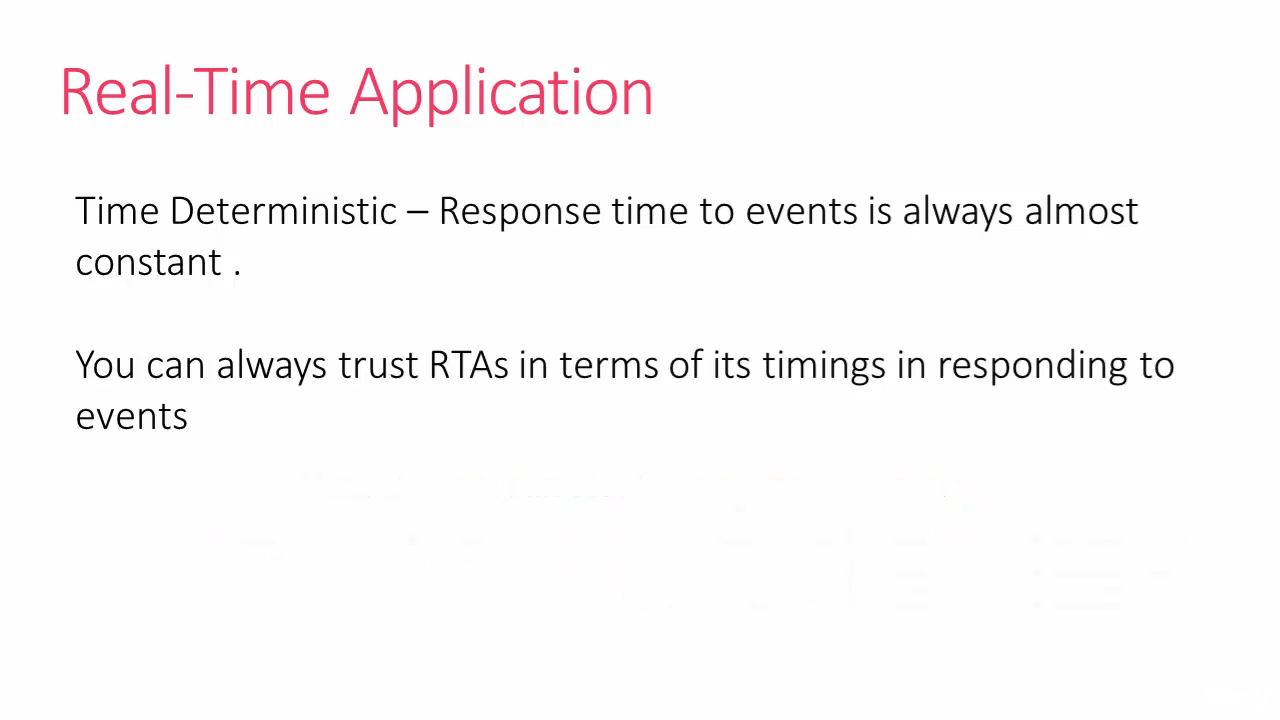 Real-Time Application
Time Deterministic – Response time to events is always almost
constant .
You can always trust RTAs in terms of its timings in responding to
events